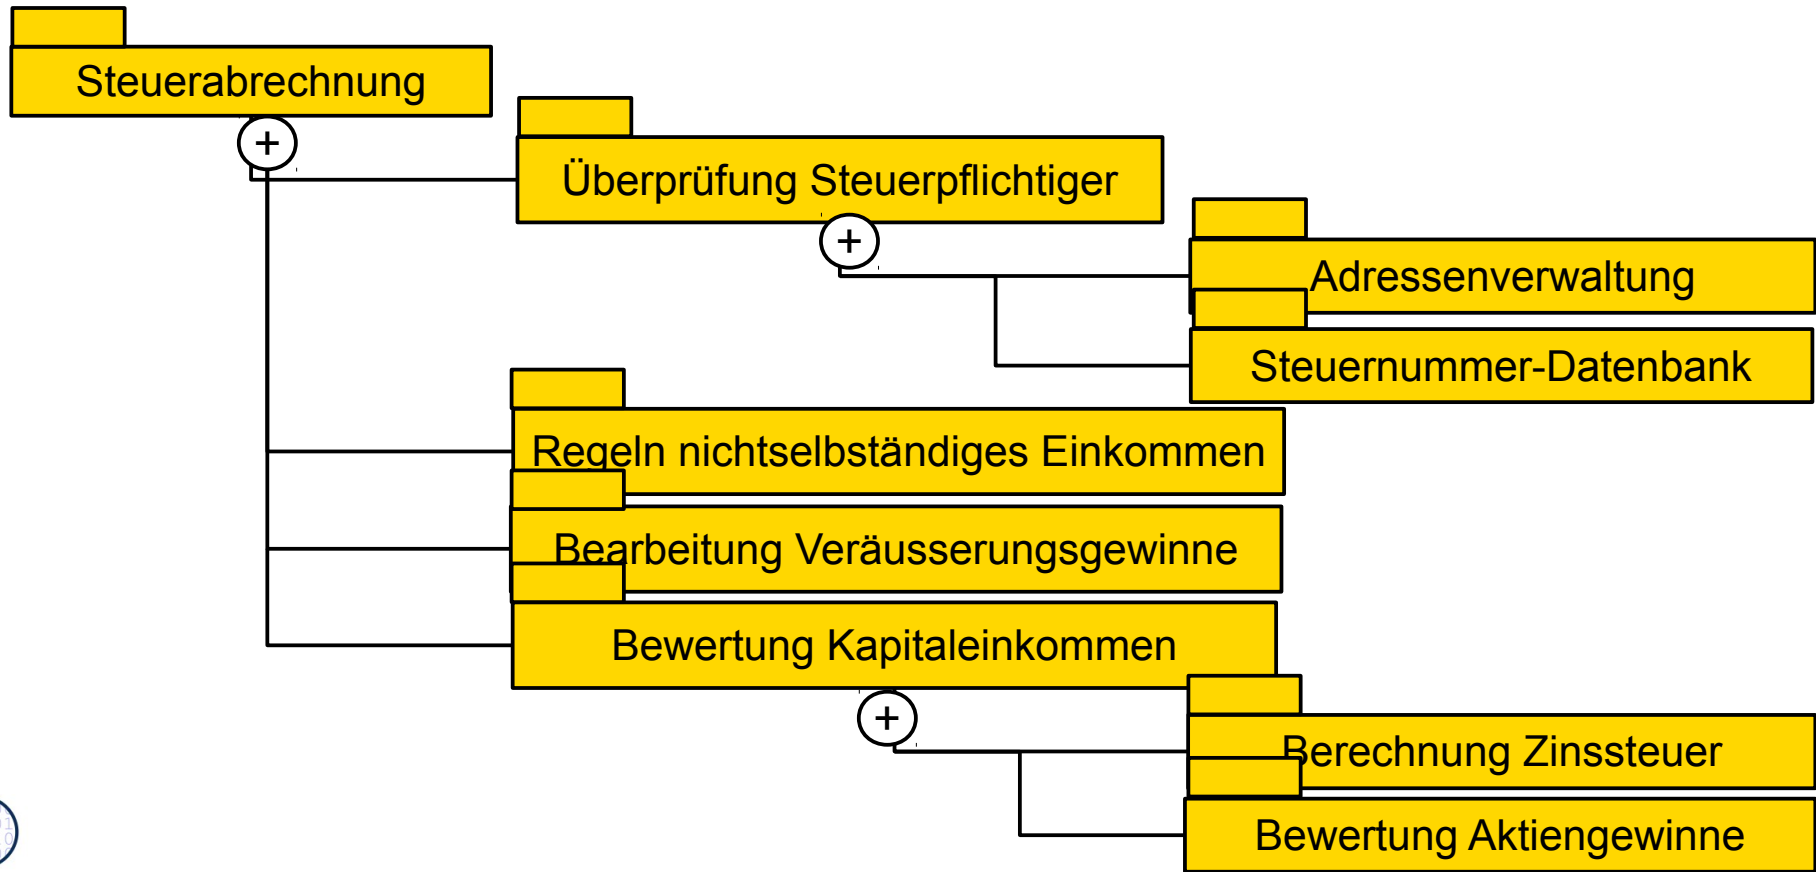 Steuerabrechnung
+
Überprüfung Steuerpflichtiger
+
Adressenverwaltung
Steuernummer-Datenbank
Regeln nichtselbständiges Einkommen
Bearbeitung Veräusserungsgewinne
Bewertung Kapitaleinkommen
+
Berechnung Zinssteuer
Bewertung Aktiengewinne